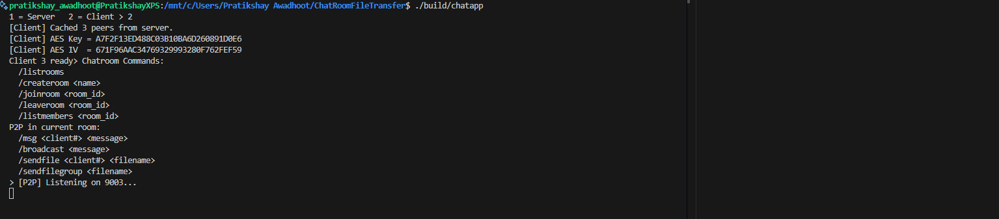 pratikshay_awadhoot@PratikshayXPS:/mnt/c/Users/Pratikshay Awadhoot/ChatRoomFileTransfer$ ./build/chatapp
1 = Server   2 = Client > 2
[Client] Cached 3 peers from server.
[Client] AES Key = A7F2F13ED488C03B10BA6D260891D0E6
[Client] AES IV  = 671F96AAC34769329993280F762FEF59
Client 3 ready> Chatroom Commands:
  /listrooms
  /createroom <name>
  /joinroom <room_id>
  /leaveroom <room_id>
  /listmembers <room_id>
P2P in current room:
  /msg <client#> <message>
  /broadcast <message>
  /sendfile <client#> <filename>
  /sendfilegroup <filename>
> [P2P] Listening on 9003...